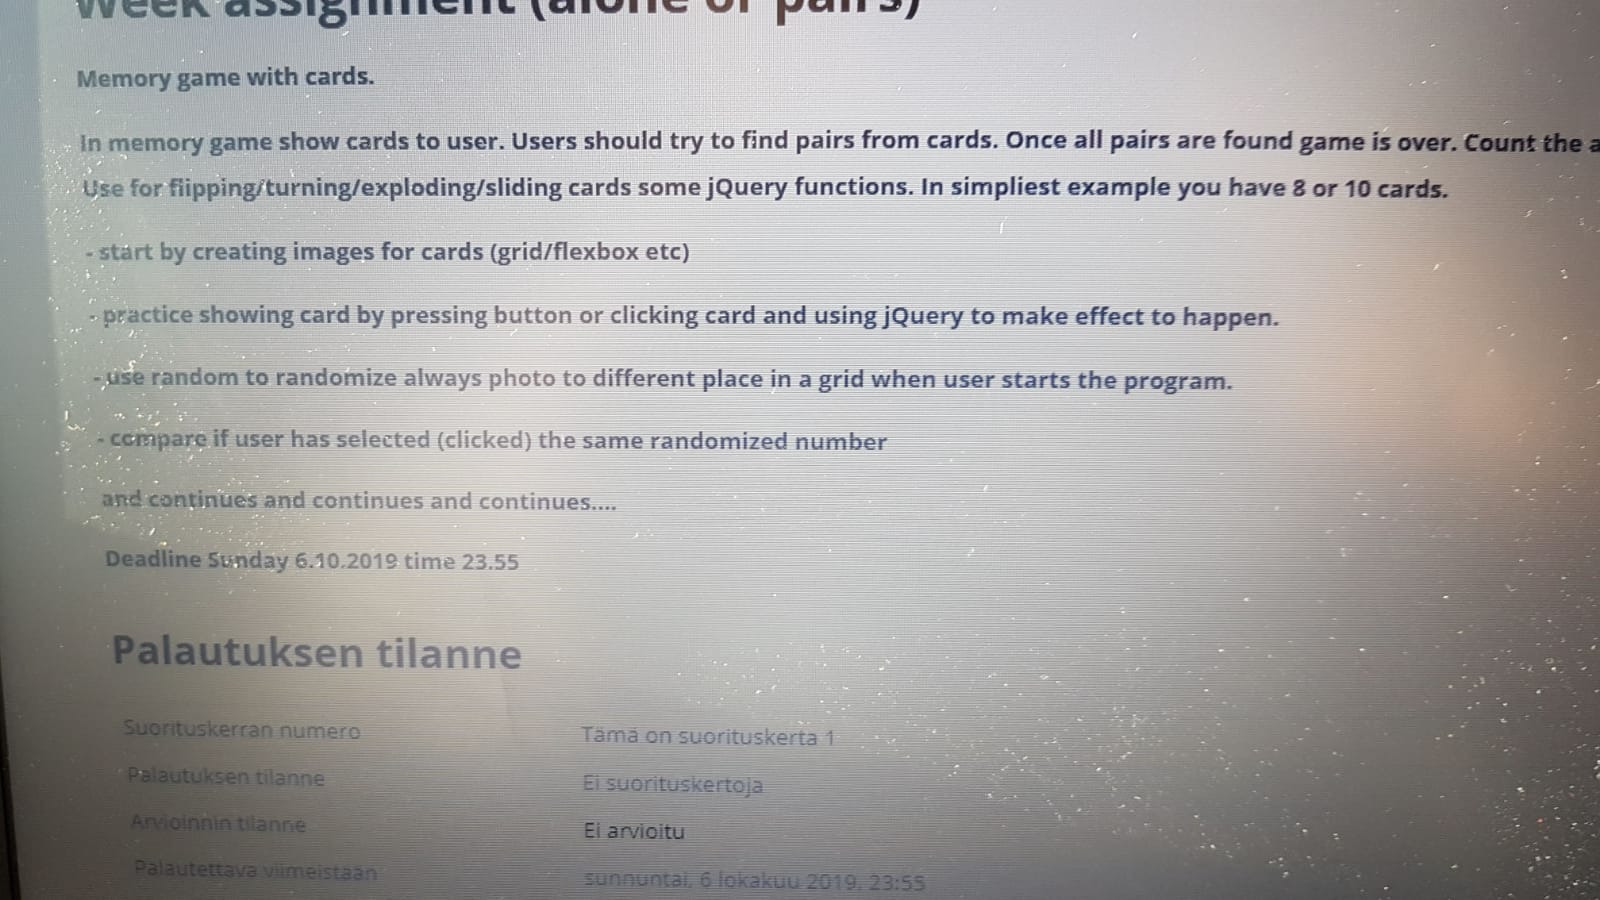 Week assignment (alone or pairs)
Memory game with cards.
In memory game show cards to user. Users should try to find pairs from cards. Once all pairs are found game is over. Count the a
Use for flipping/turning/exploding/sliding cards some jQuery functions. In simpliest example you have 8 or 10 cards.
- start by creating images for cards (grid/flexbox etc)
- practice showing card by pressing button or clicking card and using jQuery to make effect to happen.
- use random to randomize always photo to different place in a grid when user starts the program.
- compare if user has selected (clicked) the same randomized number
and continues and continues and continues....
Deadline Sunday 6.10.2019 time 23.55
Palautuksen tilanne
Suorituskerran numero Tämä on suorituskerta 1
Palautuksen tilanne Ei suorituskertoja
Arvioinnin tilanne Ei arvioitu
Palautettava viimeistään sunnuntai, 6 lokakuu 2019, 23:55